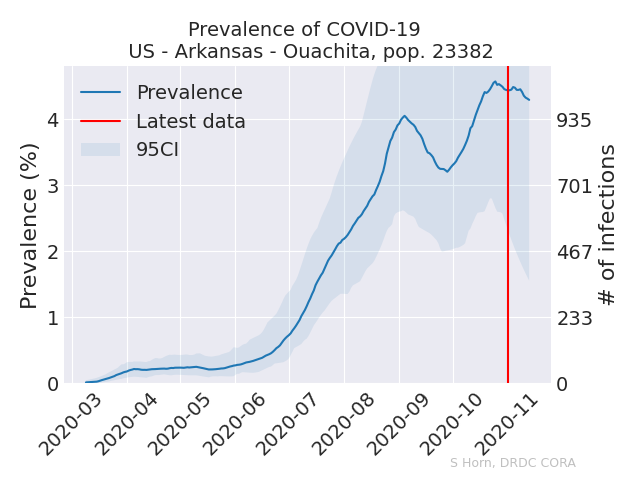 Prevalence of COVID-19
US - Arkansas - Ouachita, pop. 23382
Prevalence
Latest data
95CI
Prevalence (%)
4
3
2
1
0
935
701
467
233
0
# of infections
2020-03
2020-04
2020-05
2020-06
2020-07
2020-08
2020-09
2020-10
2020-11
S Horn, DRDC CORA